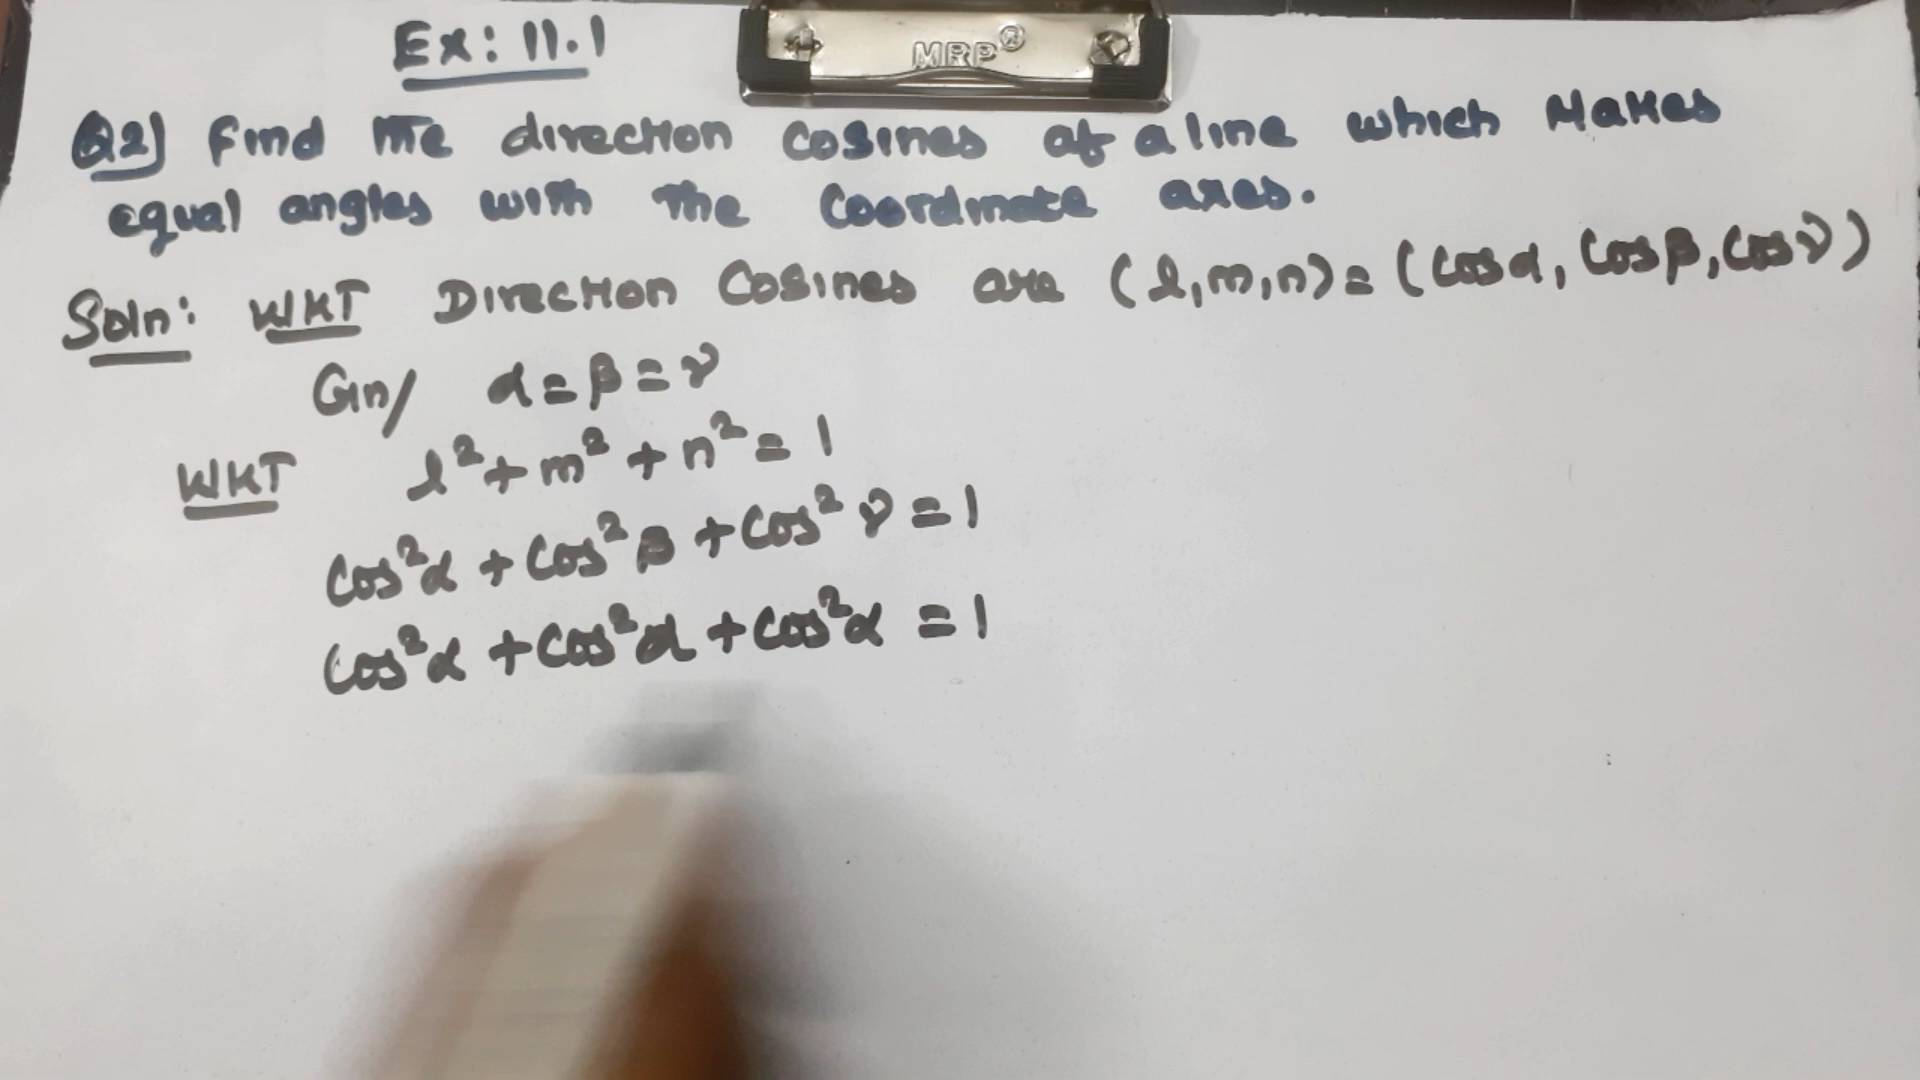 Ex: 11.1
MRP®
Q2) Find the direction cosines of a line which Makes
equal angles with the Coordinate axes.
Soln: WKT Direction Cosines are (l,m,n) = (Cosα, Cosβ, Cosγ)
Gn/ α = β = γ
WKT l² + m² + n² = 1
Cos²α + Cos²β + Cos²γ = 1
Cos²α + Cos²α + Cos²α = 1